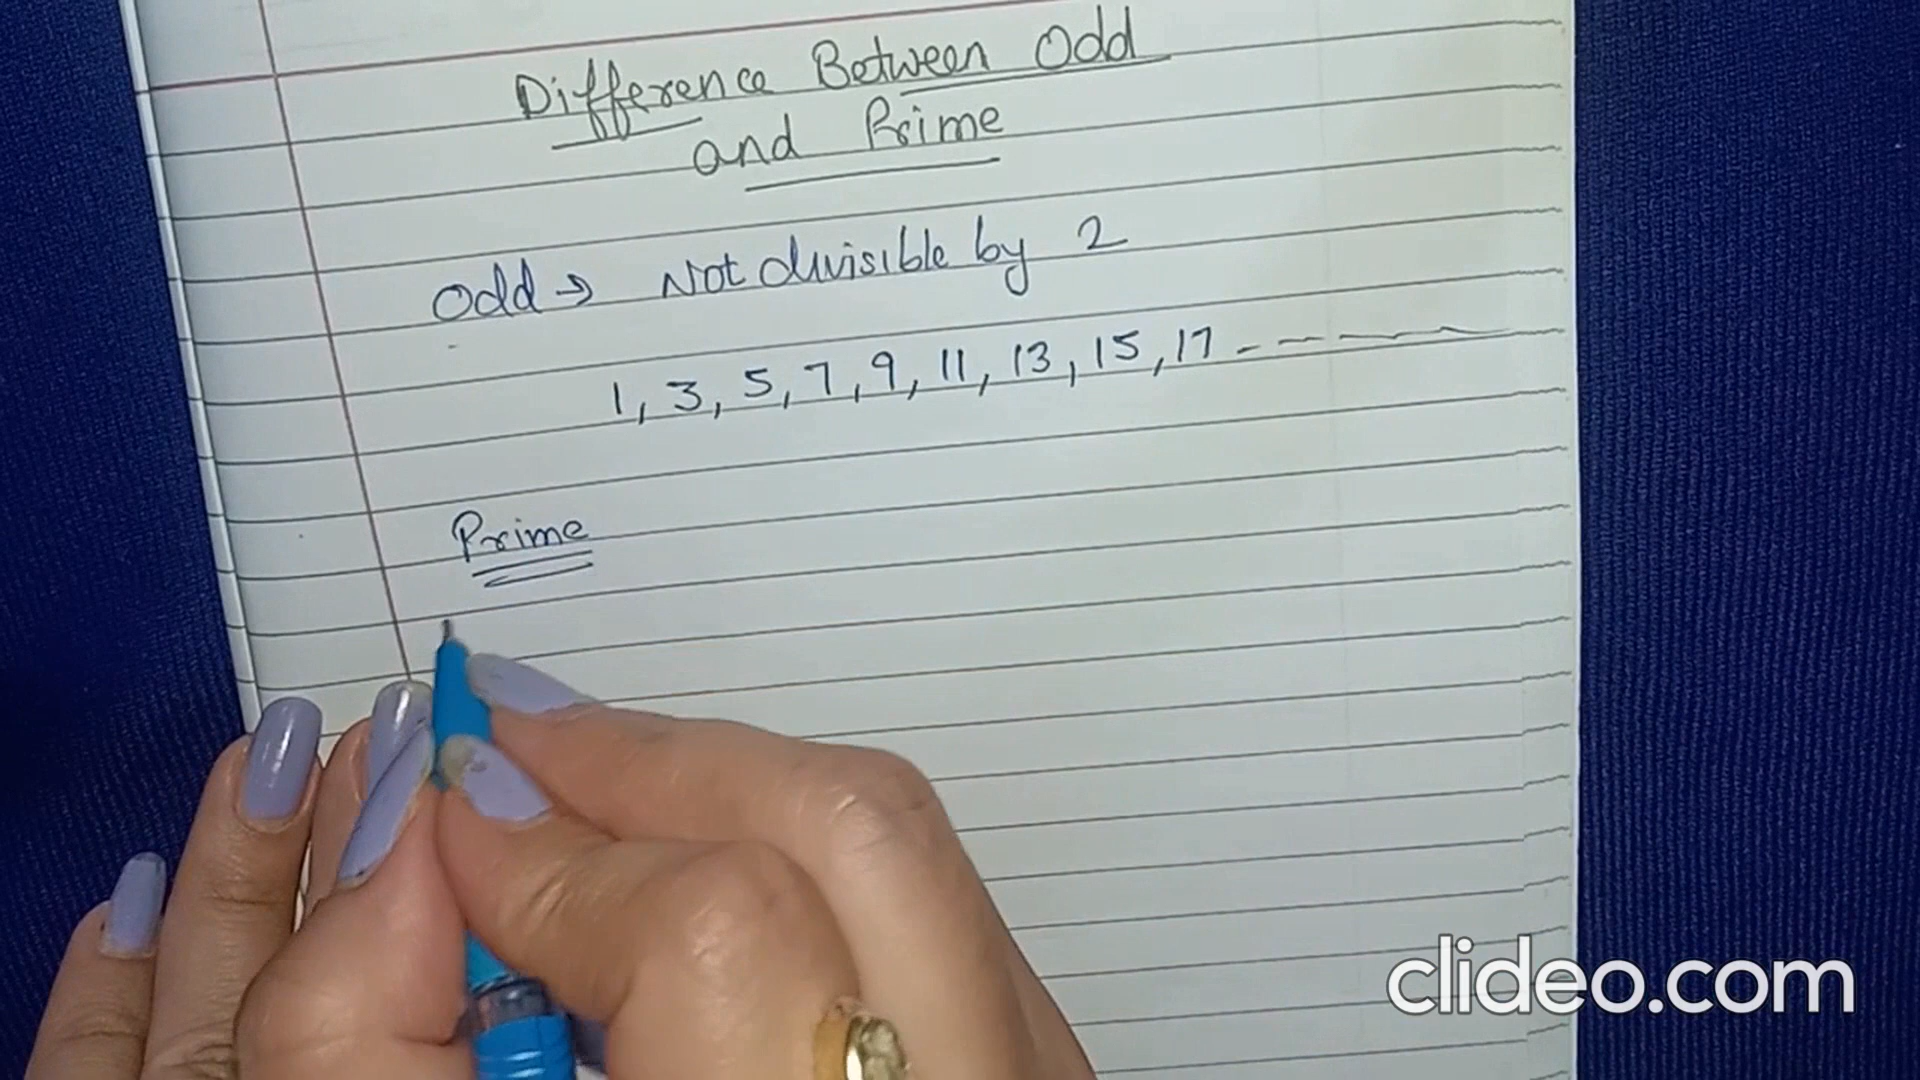 Difference Between Odd
and Prime
Odd → Not divisible by 2
1, 3, 5, 7, 9, 11, 13, 15, 17 - - - - -
Prime
clideo.com